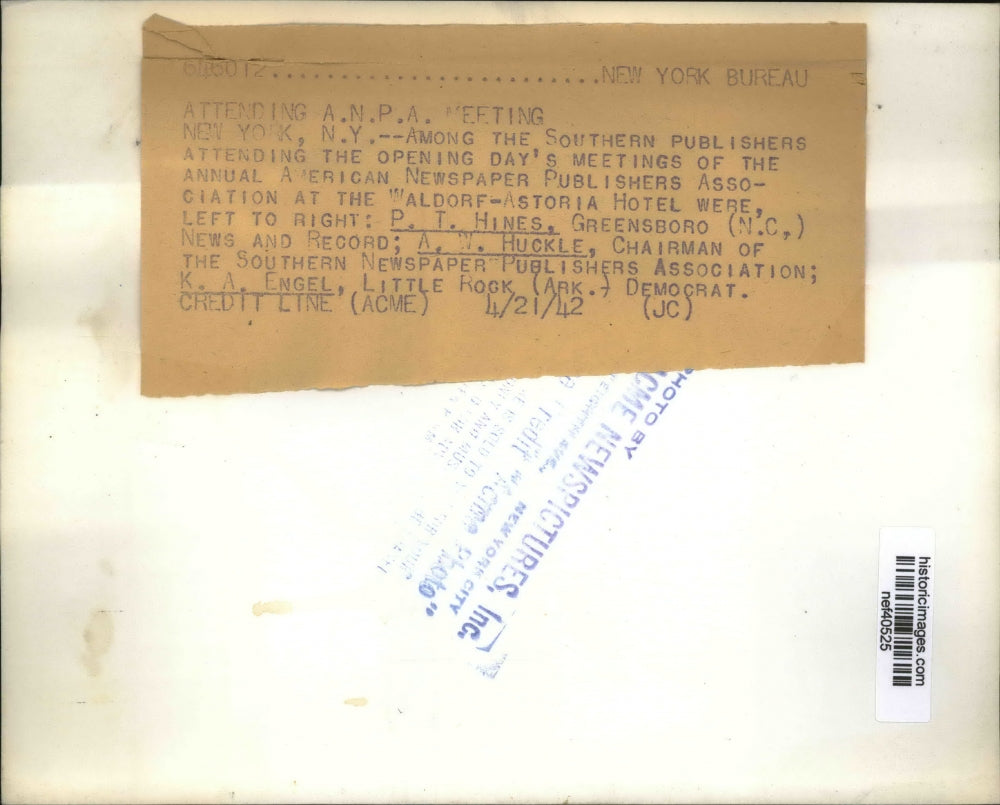 NEW YORK BUREAU
ATTENDING A.N.P.A. MEETING
NEW YORK, N.Y.--AMONG THE SOUTHERN PUBLISHERS
ATTENDING THE OPENING DAY'S MEETINGS OF THE
ANNUAL AMERICAN NEWSPAPER PUBLISHERS ASSO-
CIATION AT THE WALDORF-ASTORIA HOTEL WERE,
LEFT TO RIGHT: P. T. HINES, GREENSBORO (N.C,)
NEWS AND RECORD; A. W. HUCKLE, CHAIRMAN OF
THE SOUTHERN NEWSPAPER PUBLISHERS ASSOCIATION;
K. A. ENGEL, LITTLE ROCK (ARK.) DEMOCRAT.
CREDIT LINE (ACME) 4/21/42 (JC)
PHOTO BY
ACME NEWSPICTURES, Inc.
NEW YORK CITY
Credit "Acme Photo"
historicimages.com
nef40525